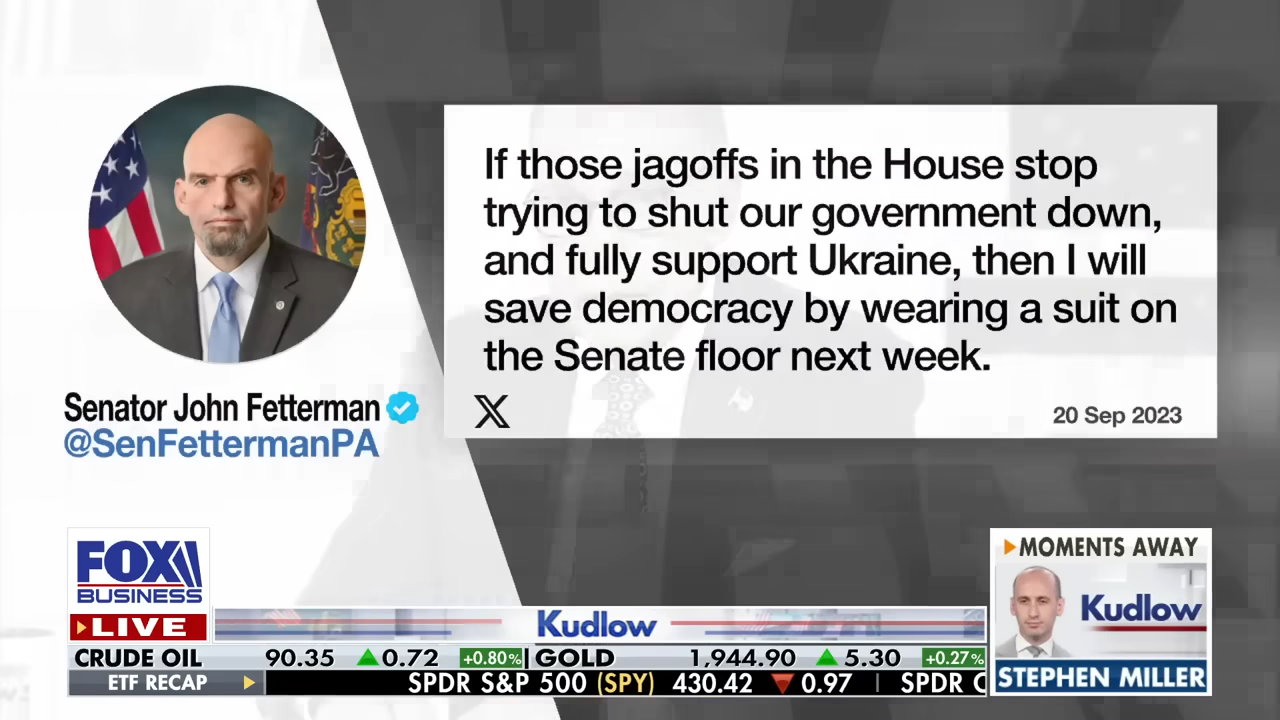 If those jagoffs in the House stop
trying to shut our government down,
and fully support Ukraine, then I will
save democracy by wearing a suit on
the Senate floor next week.
X
20 Sep 2023
Senator John Fetterman
@SenFettermanPA
FOX
BUSINESS
LIVE
Kudlow
MOMENTS AWAY
Kudlow
STEPHEN MILLER
CRUDE OIL 90.35 ▲0.72 +0.80% GOLD 1,944.90 ▲5.30 +0.27%
ETF RECAP SPDR S&P 500 (SPY) 430.42 ▼0.97 | SPDR